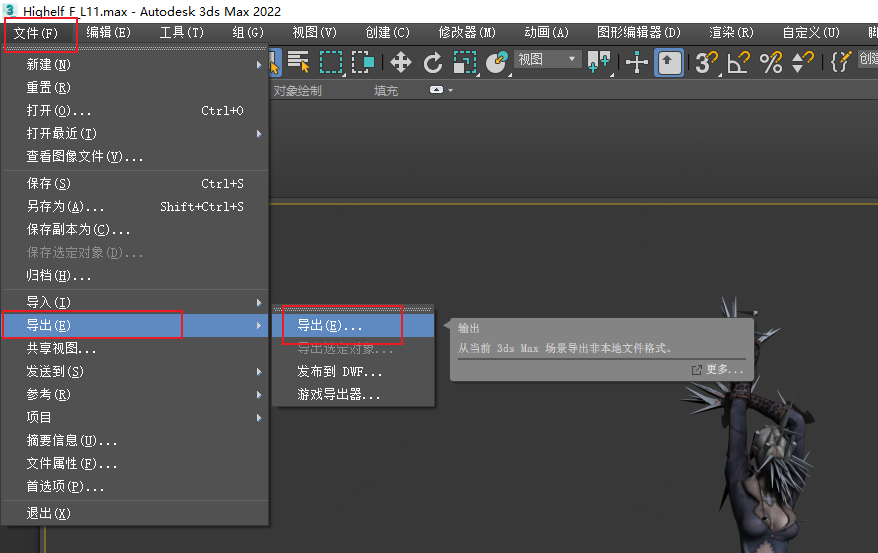 Highelf_F_L11.max - Autodesk 3ds Max 2022
文件(F) 编辑(E) 工具(T) 组(G) 视图(V) 创建(C) 修改器(M) 动画(A) 图形编辑器(D) 渲染(R) 自定义(U)
视图 创建
新建(N)
重置(R)
对象绘制 填充
打开(O)... Ctrl+O
打开最近(T)
查看图像文件(V)...
保存(S) Ctrl+S
另存为(A)... Shift+Ctrl+S
保存副本为(C)...
保存选定对象(D)...
归档(H)...
导入(I)
导出(E)
共享视图...
发送到(S)
参考(R)
项目
摘要信息(U)...
文件属性(F)...
首选项(P)...
退出(X)
导出(E)...
导出选定对象...
发布到 DWF...
游戏导出器...
输出
从当前 3ds Max 场景导出非本地文件格式。
更多...